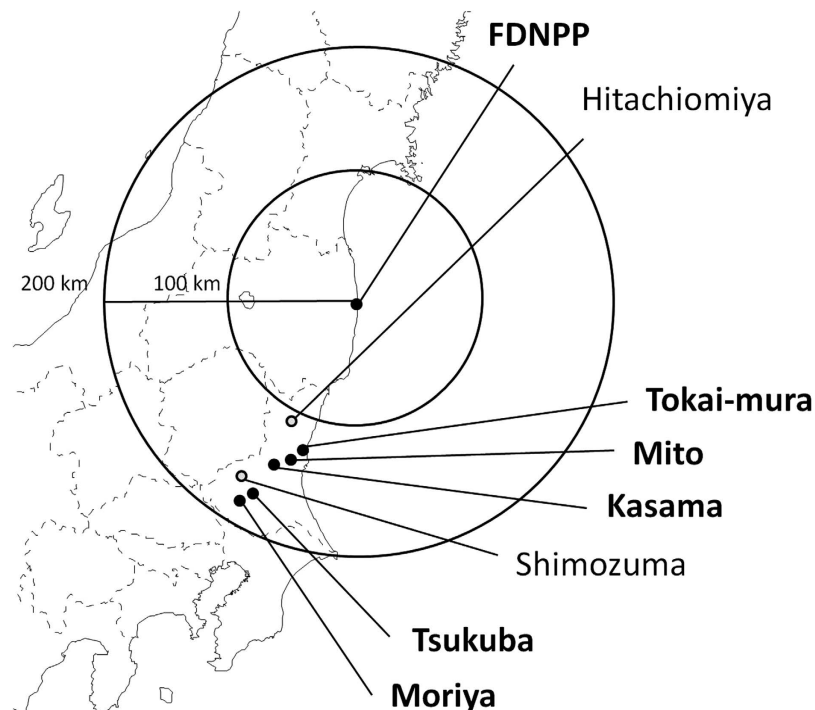 FDNPP
Hitachiomiya
200 km
100 km
Tokai-mura
Mito
Kasama
Shimozuma
Tsukuba
Moriya